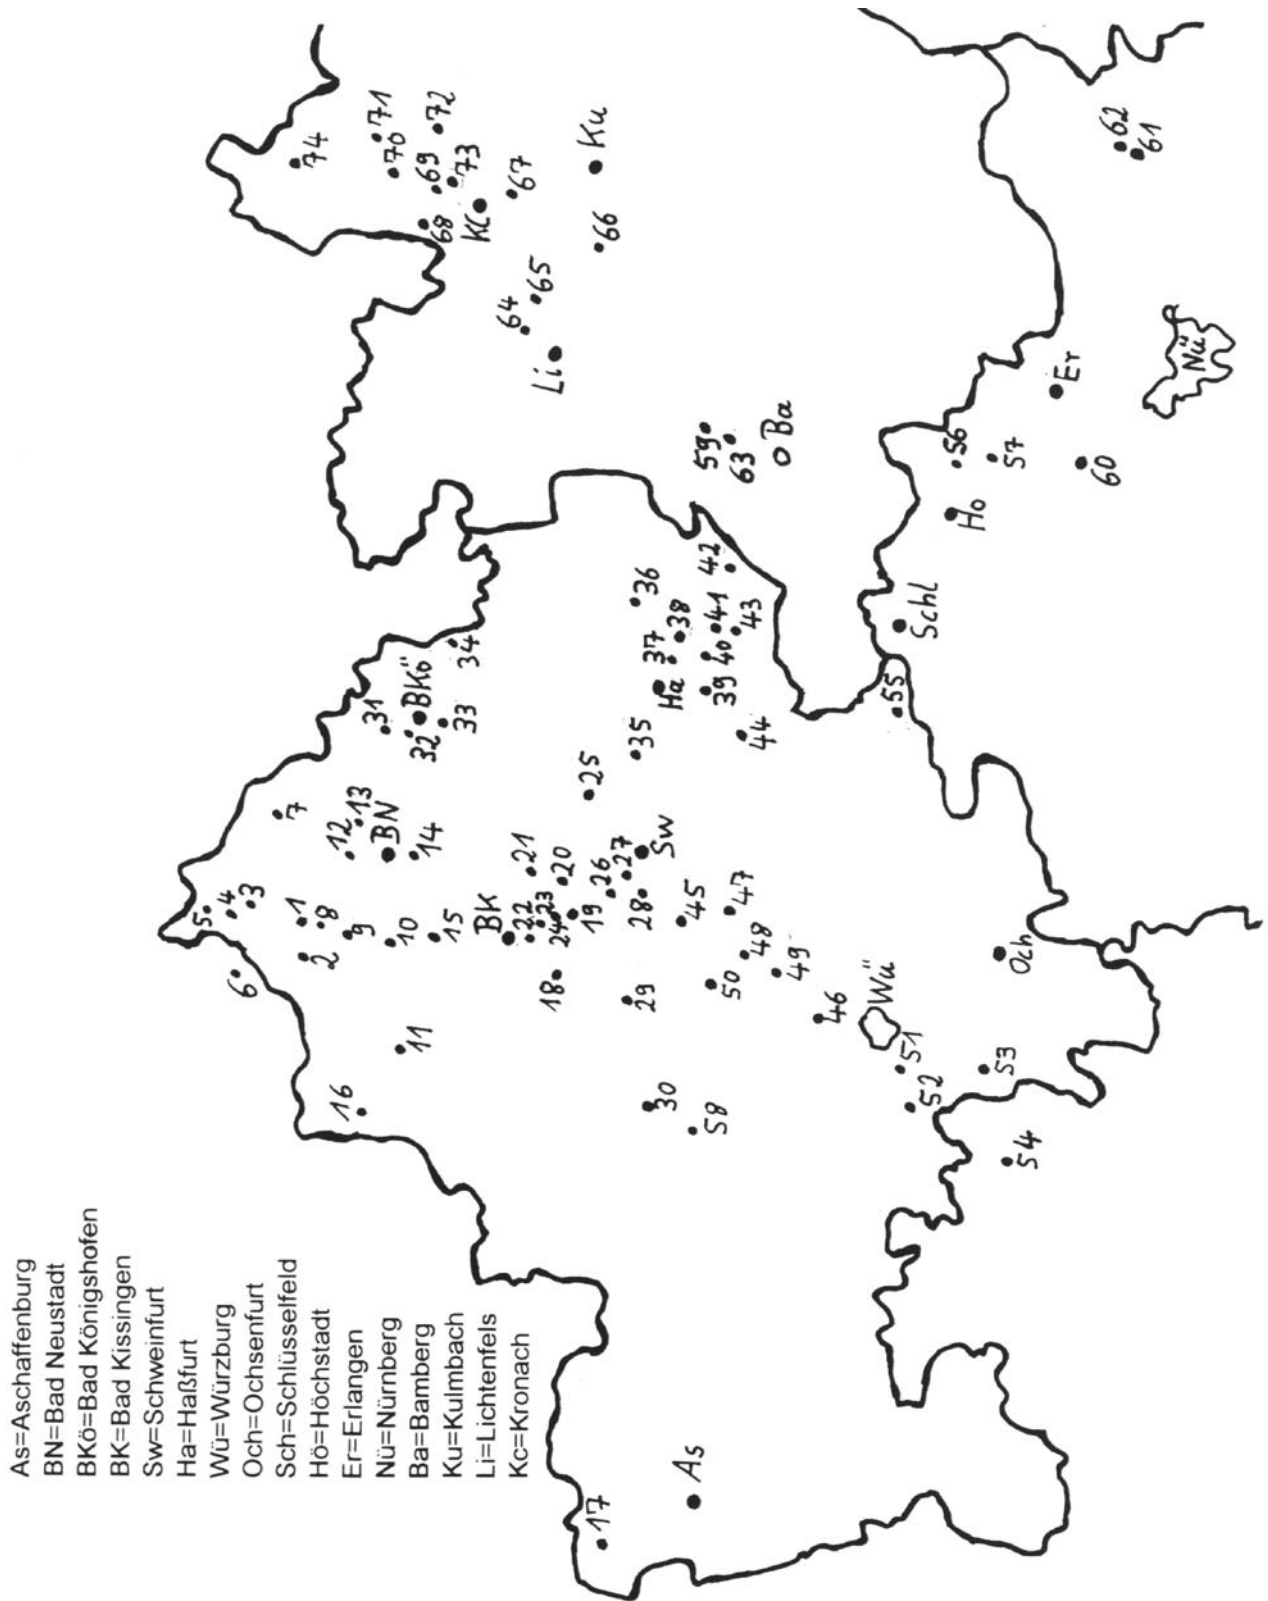 As=Aschaffenburg
BN=Bad Neustadt
BKö=Bad Königshofen
BK=Bad Kissingen
Sw=Schweinfurt
Ha=Haßfurt
Wü=Würzburg
Och=Ochsenfurt
Sch=Schlüsselfeld
Hö=Höchstadt
Er=Erlangen
Nü=Nürnberg
Ba=Bamberg
Ku=Kulmbach
Li=Lichtenfels
Kc=Kronach
5
4
3
6
1
2
8
9
7
74
12
13
BN
14
10
11
16
15
31
32
BKö
33
34
71
70
72
69
73
68
KC
67
BK
21
22
23
20
24
19
18
26
27
25
28
Sw
29
30
58
17
As
35
36
37
Ha
38
39
40
41
42
43
44
64
65
Li
66
Ku
59
63
Ba
45
47
48
50
49
46
Wü
51
52
53
54
Och
55
Schl
Ho
56
57
60
Er
Nü
62
61